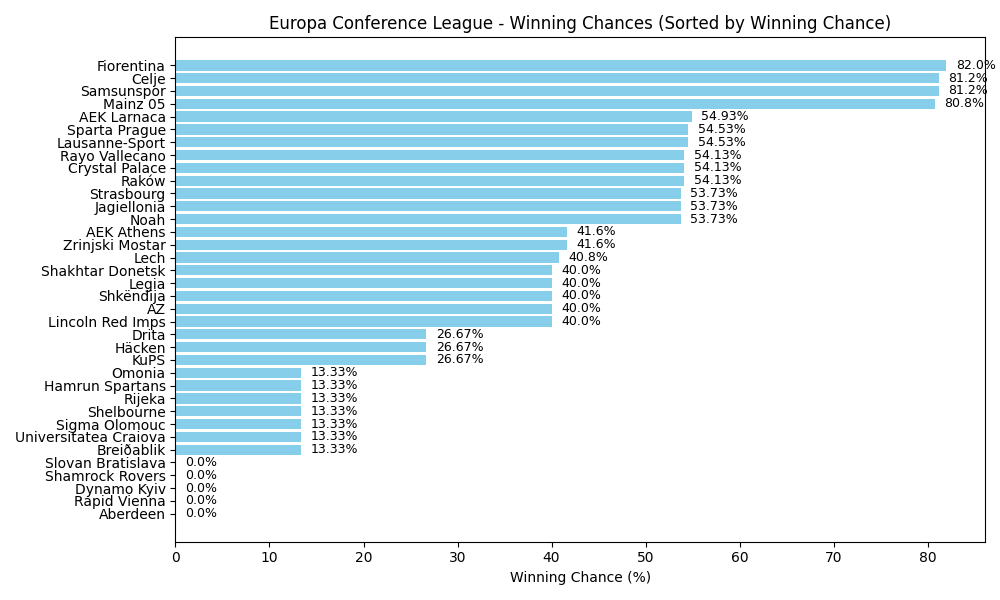 Europa Conference League - Winning Chances (Sorted by Winning Chance)
Fiorentina 82.0%
Celje 81.2%
Samsunspor 81.2%
Mainz 05 80.8%
AEK Larnaca 54.93%
Sparta Prague 54.53%
Lausanne-Sport 54.53%
Rayo Vallecano 54.13%
Crystal Palace 54.13%
Raków 54.13%
Strasbourg 53.73%
Jagiellonia 53.73%
Noah 53.73%
AEK Athens 41.6%
Zrinjski Mostar 41.6%
Lech 40.8%
Shakhtar Donetsk 40.0%
Legia 40.0%
Shkëndija 40.0%
AZ 40.0%
Lincoln Red Imps 40.0%
Drita 26.67%
Häcken 26.67%
KuPS 26.67%
Omonia 13.33%
Hamrun Spartans 13.33%
Rijeka 13.33%
Shelbourne 13.33%
Sigma Olomouc 13.33%
Universitatea Craiova 13.33%
Breiðablik 13.33%
Slovan Bratislava 0.0%
Shamrock Rovers 0.0%
Dynamo Kyiv 0.0%
Rapid Vienna 0.0%
Aberdeen 0.0%
0 10 20 30 40 50 60 70 80
Winning Chance (%)